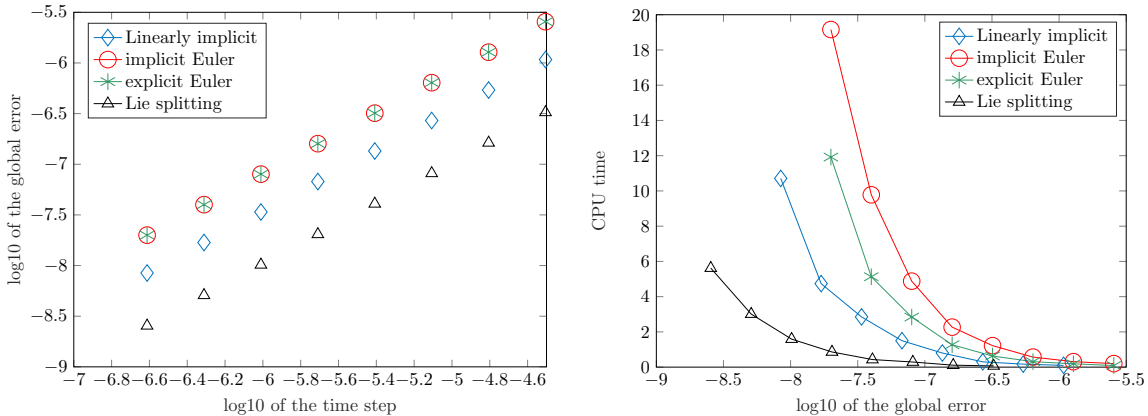 −5.5
−6
−6.5
−7
−7.5
−8
−8.5
−9
log10 of the global error
Linearly implicit
implicit Euler
explicit Euler
Lie splitting
−7 −6.8 −6.6 −6.4 −6.2 −6 −5.8 −5.6 −5.4 −5.2 −5 −4.8 −4.6
log10 of the time step
20
18
16
14
12
10
8
6
4
2
0
CPU time
Linearly implicit
implicit Euler
explicit Euler
Lie splitting
−9 −8.5 −8 −7.5 −7 −6.5 −6 −5.5
log10 of the global error